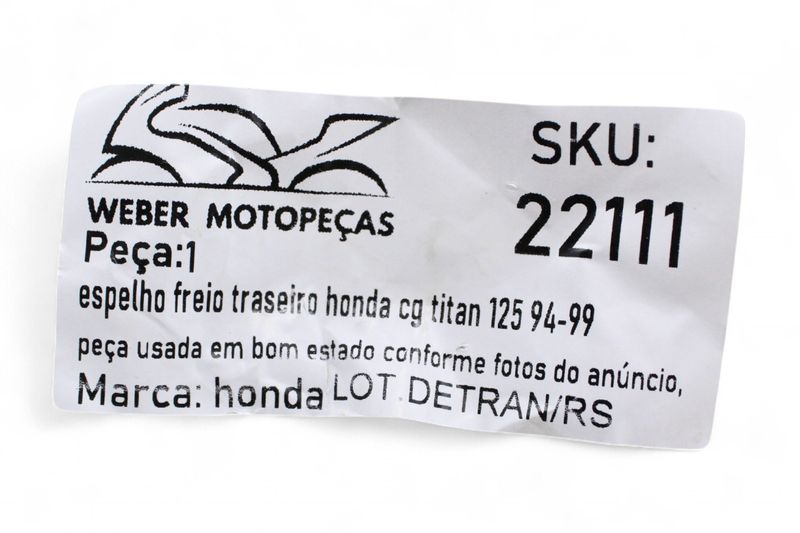 WEBER MOTOPEÇAS
SKU:
22111
Peça:1
espelho freio traseiro honda cg titan 125 94-99
peça usada em bom estado conforme fotos do anúncio,
Marca: honda LOT. DETRAN/RS